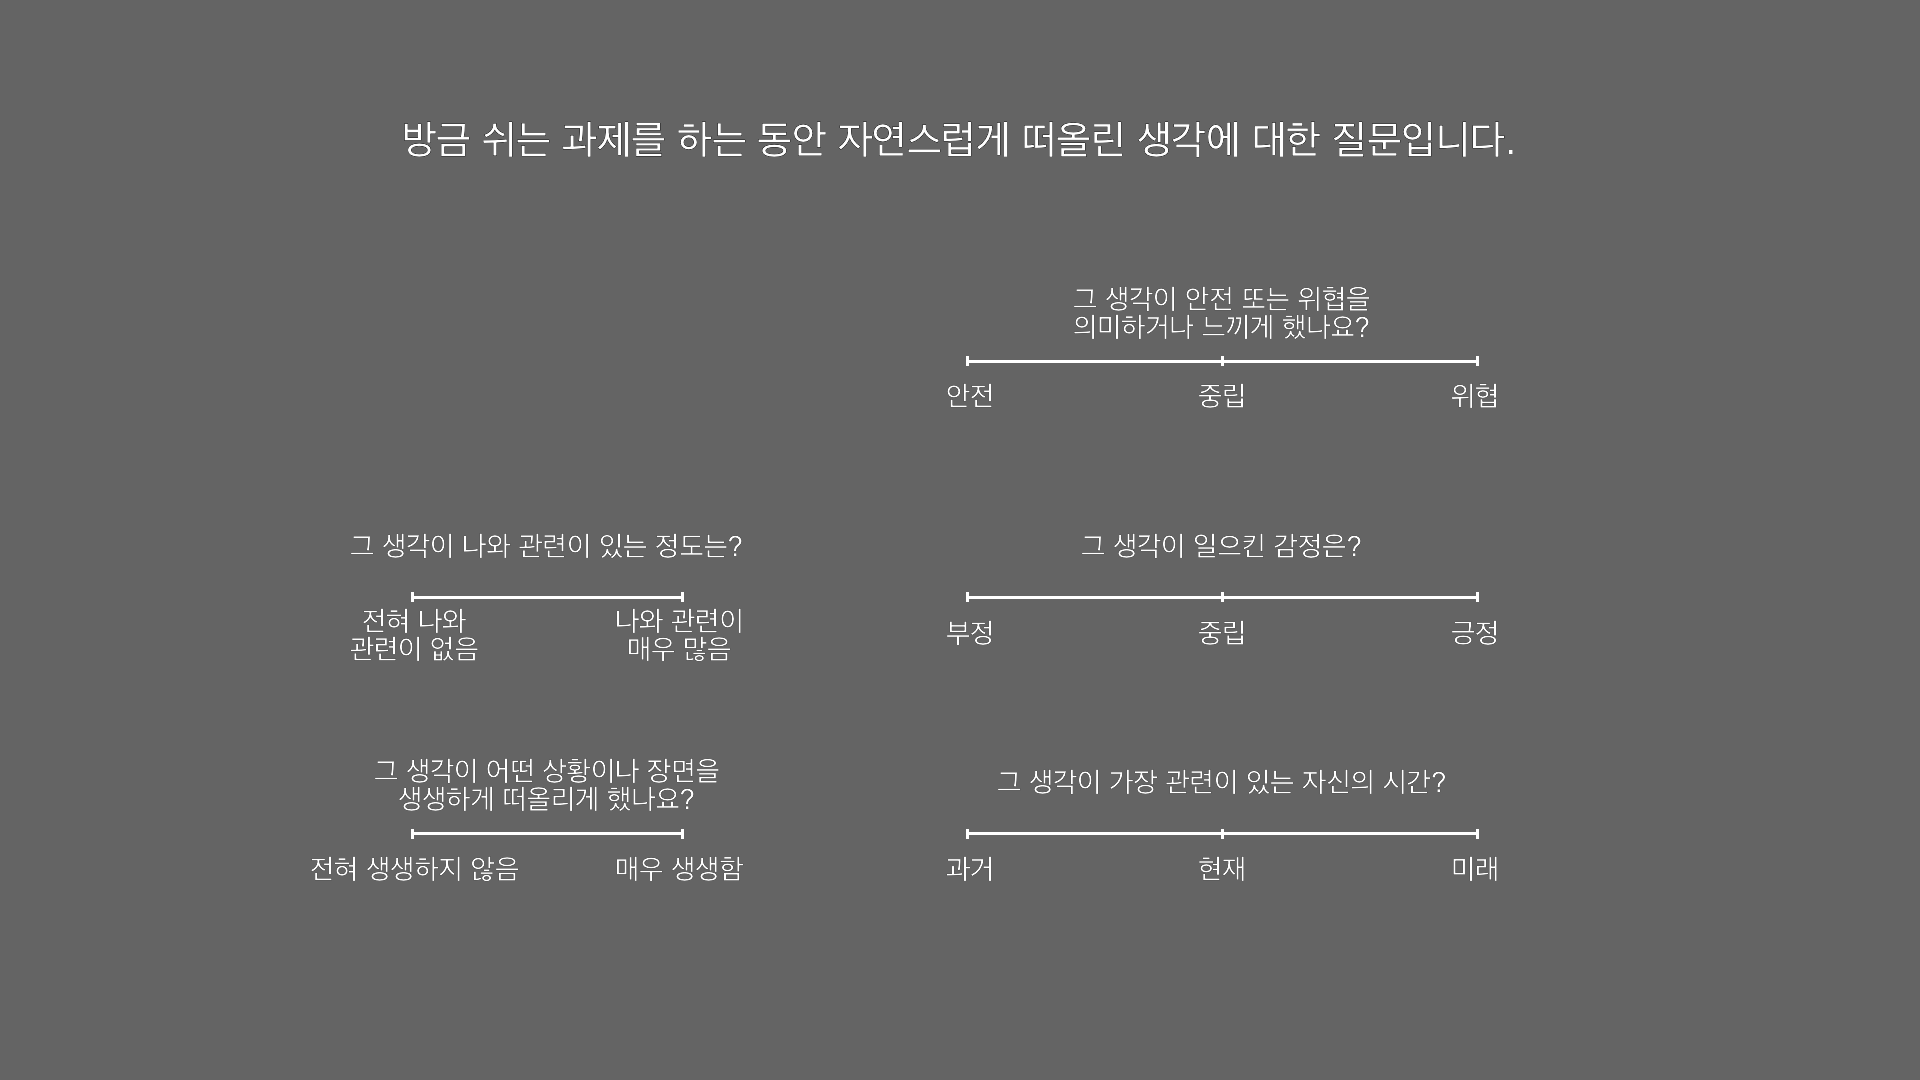 방금 쉬는 과제를 하는 동안 자연스럽게 떠올린 생각에 대한 질문입니다.
그 생각이 안전 또는 위협을
의미하거나 느끼게 했나요?
안전 중립 위협
그 생각이 나와 관련이 있는 정도는?
전혀 나와
관련이 없음
나와 관련이
매우 많음
그 생각이 일으킨 감정은?
부정 중립 긍정
그 생각이 어떤 상황이나 장면을
생생하게 떠올리게 했나요?
전혀 생생하지 않음 매우 생생함
그 생각이 가장 관련이 있는 자신의 시간?
과거 현재 미래